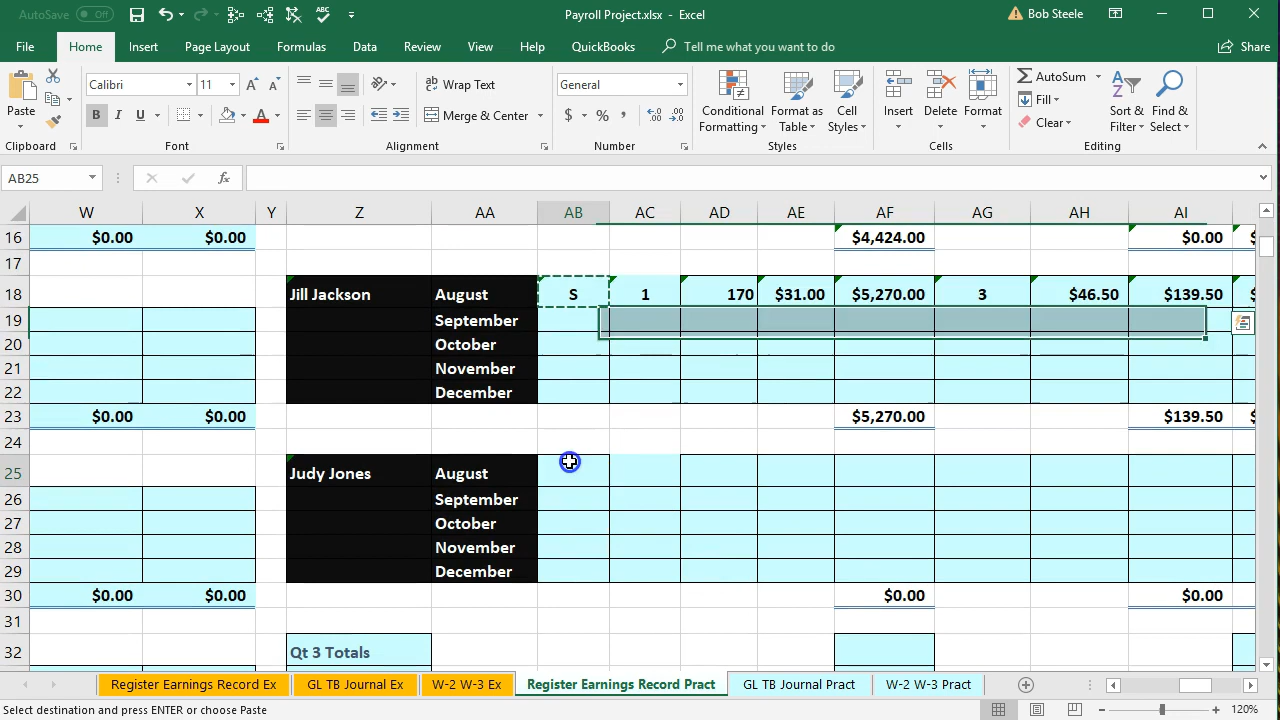 AutoSave Off Payroll Project.xlsx - Excel Bob Steele
File Home Insert Page Layout Formulas Data Review View Help QuickBooks Tell me what you want to do Share
Paste Calibri 11 Wrap Text General Conditional Formatting Format as Table Cell Styles Insert Delete Format AutoSum Fill Clear Sort & Filter Find & Select
B I U Merge & Center $ % ,
Clipboard Font Alignment Number Styles Cells Editing
AB25 fx
W X Y Z AA AB AC AD AE AF AG AH AI
16 $0.00 $0.00 $4,424.00 $0.00
17
18 Jill Jackson August S 1 170 $31.00 $5,270.00 3 $46.50 $139.50
19 September
20 October
21 November
22 December
23 $0.00 $0.00 $5,270.00 $139.50
24
25 Judy Jones August
26 September
27 October
28 November
29 December
30 $0.00 $0.00 $0.00 $0.00
31
32 Qt 3 Totals
Register Earnings Record Ex GL TB Journal Ex W-2 W-3 Ex Register Earnings Record Pract GL TB Journal Pract W-2 W-3 Pract
Select destination and press ENTER or choose Paste 120%